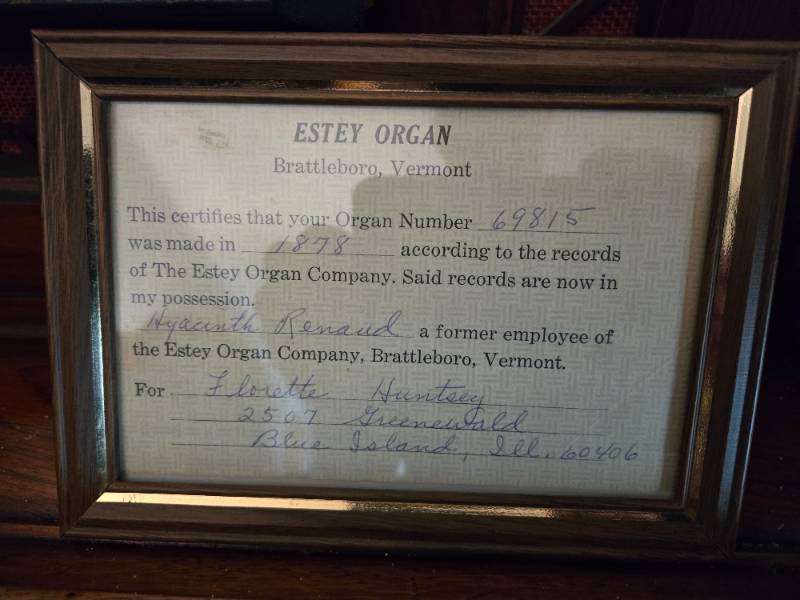 ESTEY ORGAN
Brattleboro, Vermont
This certifies that your Organ Number 69815
was made in 1878 according to the records
of The Estey Organ Company. Said records are now in
my possession.
Hyacinth Renaud a former employee of
the Estey Organ Company, Brattleboro, Vermont.
For Florette Huntsey
2507 Greenewald
Blue Island, Ill. 60406